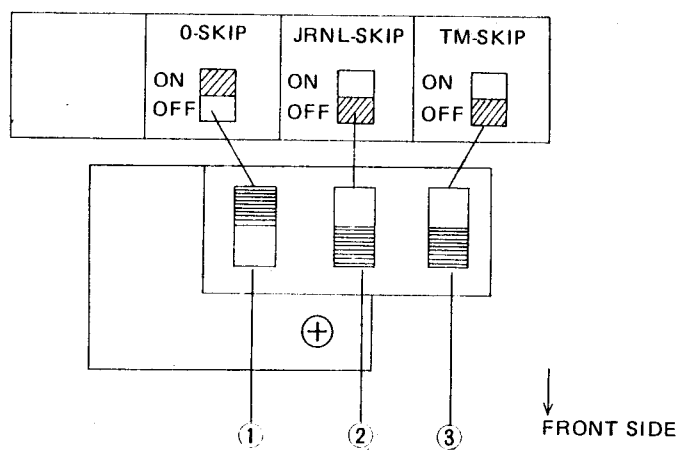 0-SKIP JRNL-SKIP TM-SKIP
ON ON ON
OFF OFF OFF
① ② ③
FRONT SIDE